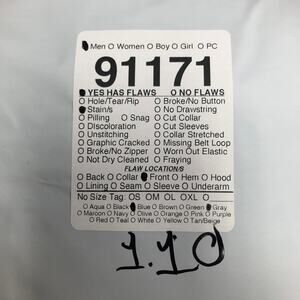 Men O Women O Boy O Girl O PC
91171
YES HAS FLAWS O NO FLAWS
O Hole/Tear/Rip O Broke/No Button
Stain/s O No Drawstring
O Pilling O Snag O Cut Collar
O Discoloration O Cut Sleeves
O Unstitching O Collar Stretched
O Graphic Cracked O Missing Belt Loop
O Broke/No Zipper O Worn Out Elastic
O Not Dry Cleaned O Fraying
FLAW LOCATION/S
O Back O Collar Front O Hem O Hood
O Lining O Seam O Sleeve O Underarm
No Size Tag: OS OM OL OXL O
O Aqua O Black Blue O Brown O Green Gray
O Maroon O Navy O Olive O Orange O Pink O Purple
O Red O Teal O White O Yellow O Tan/Beige
1.10